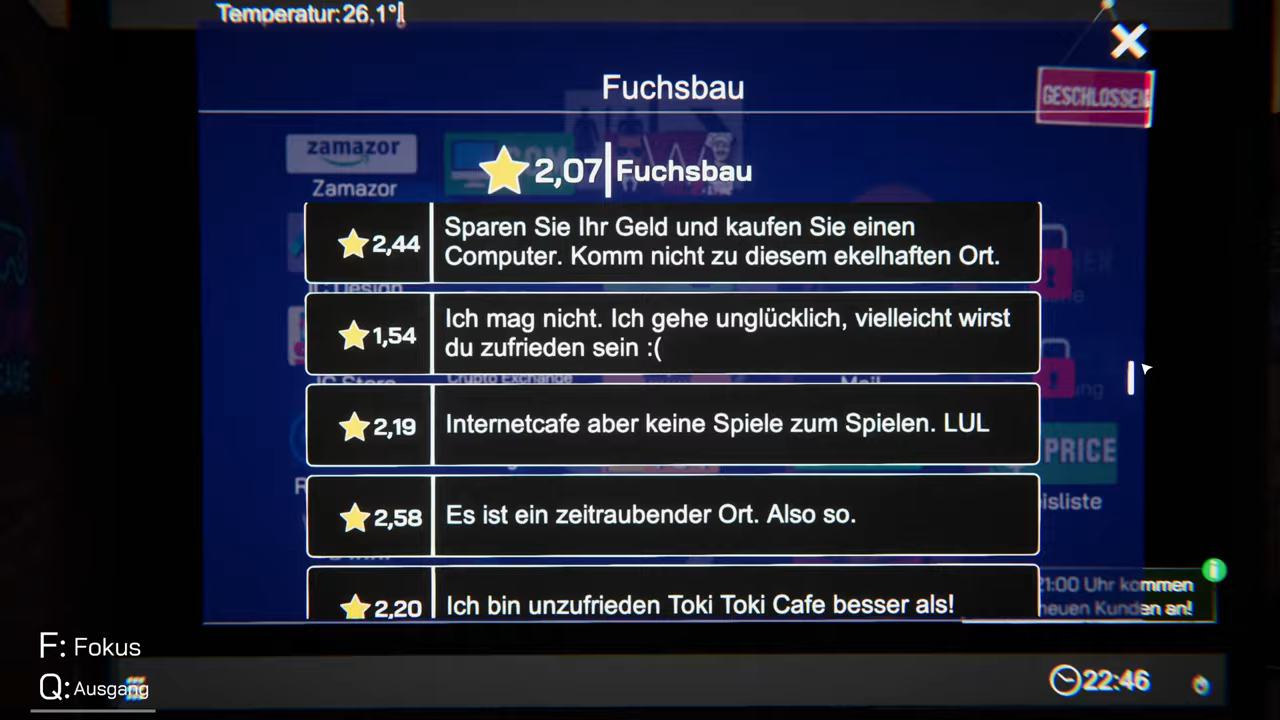 Temperatur: 26.1°
Fuchsbau
GESCHLOSSEN
zamazor
Zamazor
2,07 Fuchsbau
2,44
Sparen Sie Ihr Geld und kaufen Sie einen
Computer. Komm nicht zu diesem ekelhaften Ort.
1,54
Ich mag nicht. Ich gehe unglücklich, vielleicht wirst
du zufrieden sein :(
Crypto Exchange
2,19
Internetcafe aber keine Spiele zum Spielen. LUL
PRICE
2,58
Es ist ein zeitraubender Ort. Also so.
2,20
Ich bin unzufrieden Toki Toki Cafe besser als!
21:00 Uhr kommen
neuen Kunden an!
F: Fokus
Q: Ausgang
22:46